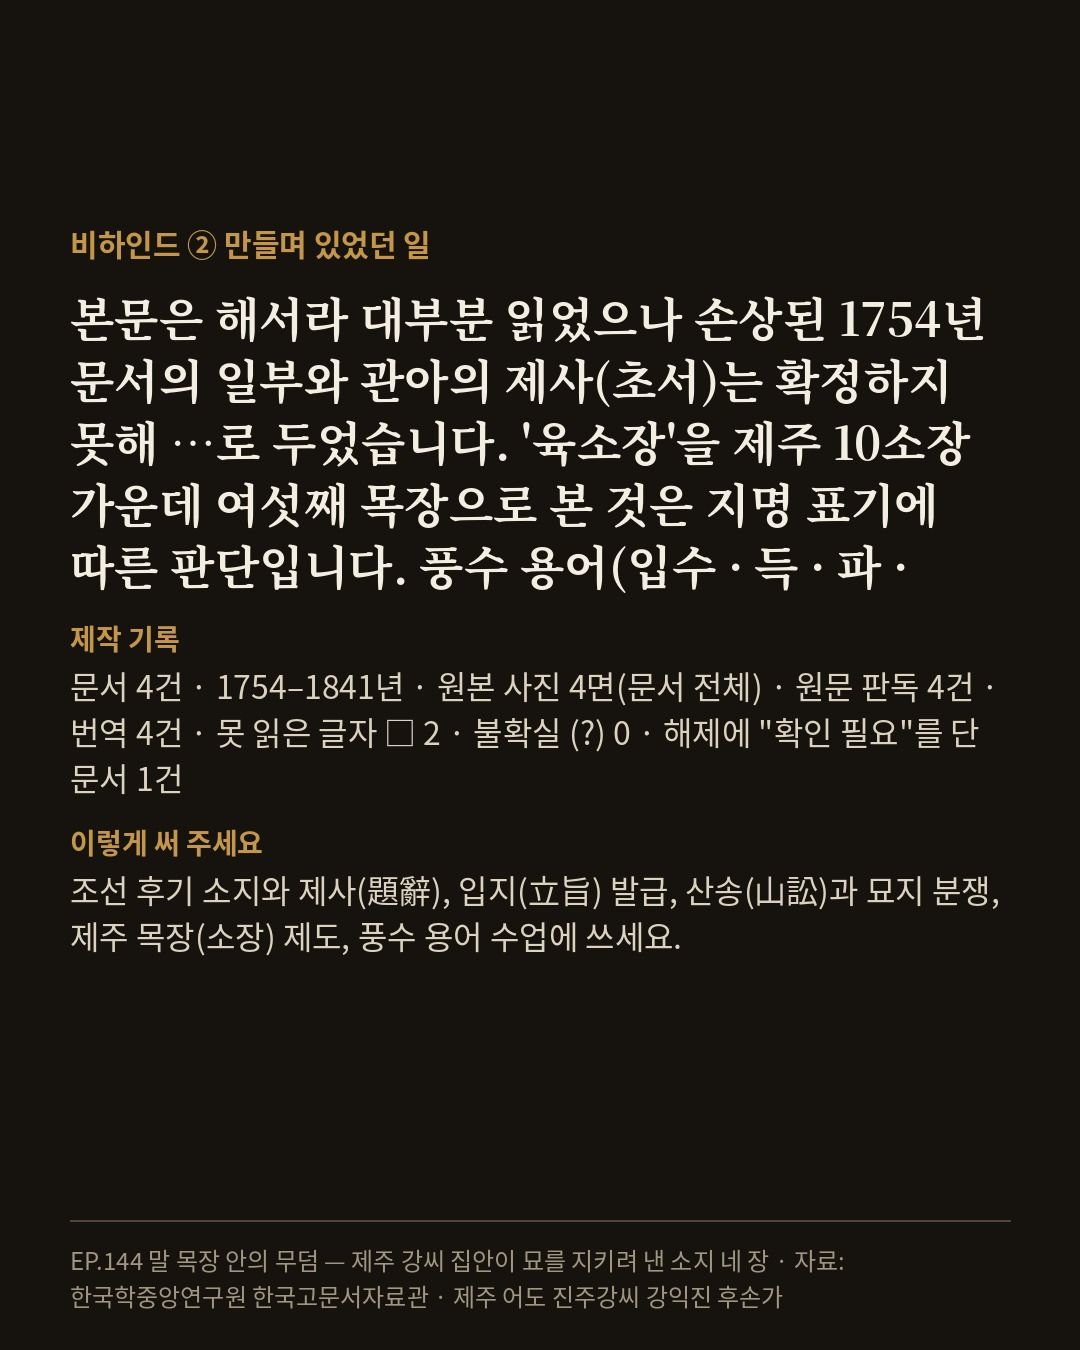 비하인드 ② 만들며 있었던 일
본문은 해서라 대부분 읽었으나 손상된 1754년
문서의 일부와 관아의 제사(초서)는 확정하지
못해 …로 두었습니다. '육소장'을 제주 10소장
가운데 여섯째 목장으로 본 것은 지명 표기에
따른 판단입니다. 풍수 용어(입수 · 득 · 파 ·
제작 기록
문서 4건 · 1754–1841년 · 원본 사진 4면(문서 전체) · 원문 판독 4건 ·
번역 4건 · 못 읽은 글자 □ 2 · 불확실 (?) 0 · 해제에 "확인 필요"를 단
문서 1건
이렇게 써 주세요
조선 후기 소지와 제사(題辭), 입지(立旨) 발급, 산송(山訟)과 묘지 분쟁,
제주 목장(소장) 제도, 풍수 용어 수업에 쓰세요.
EP.144 말 목장 안의 무덤 — 제주 강씨 집안이 묘를 지키려 낸 소지 네 장 · 자료:
한국학중앙연구원 한국고문서자료관 · 제주 어도 진주강씨 강익진 후손가